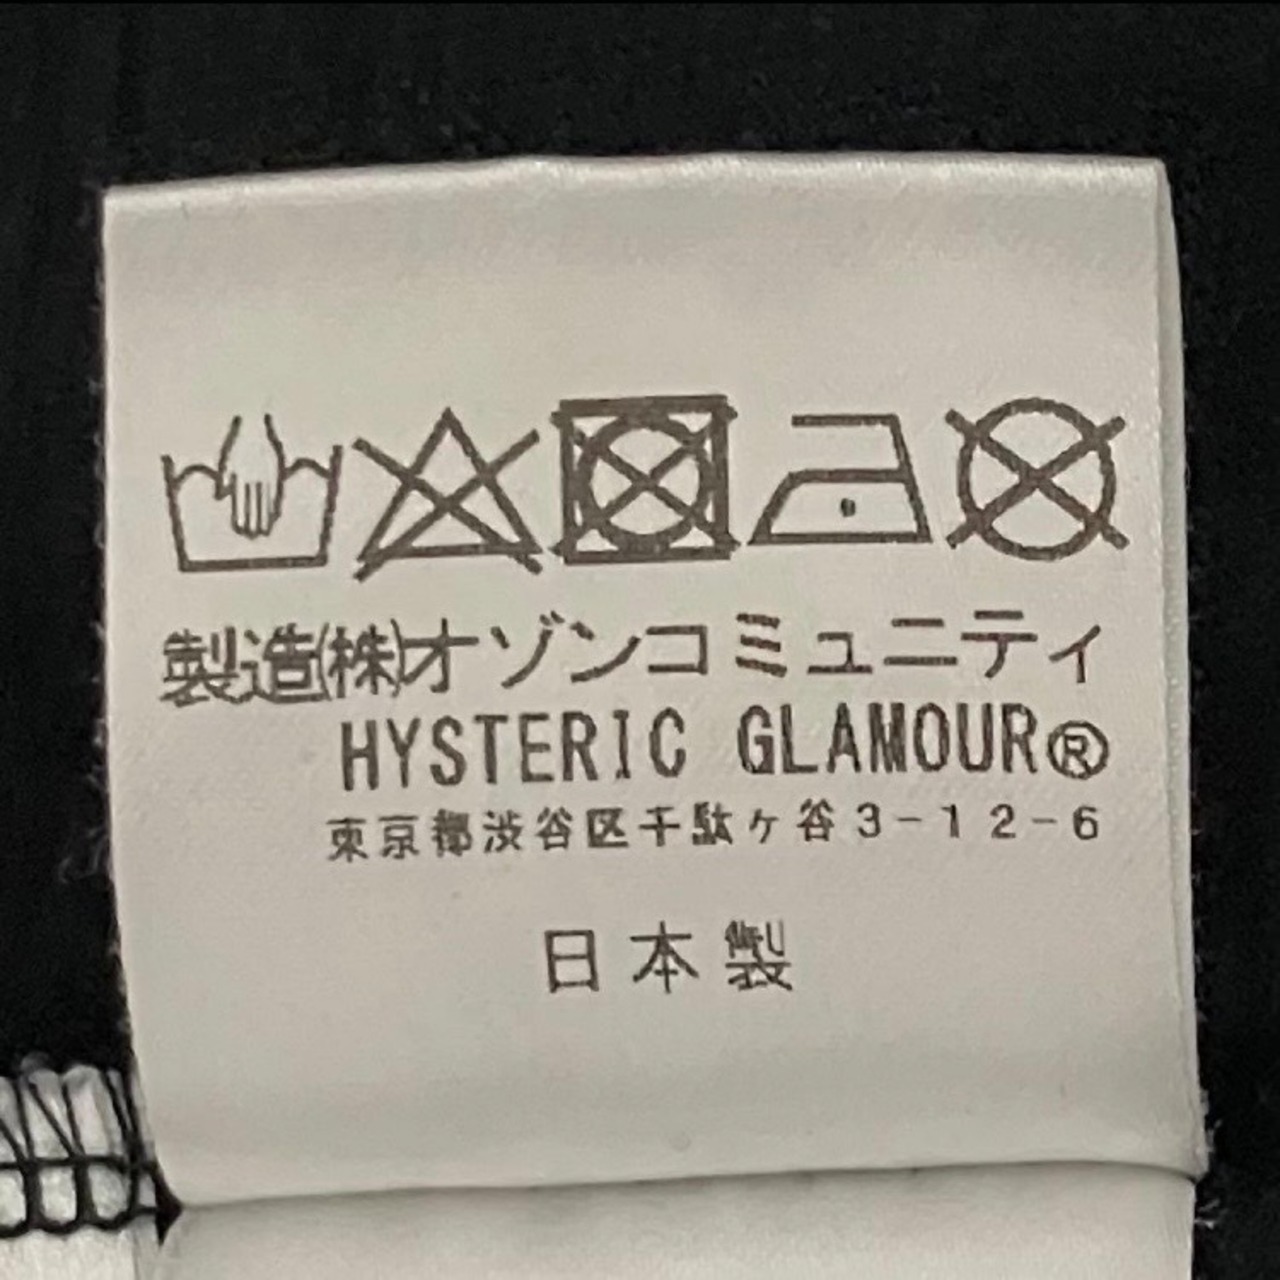 製造(株)オゾンコミュニティ
HYSTERIC GLAMOUR®
東京都渋谷区千駄ヶ谷3-12-6
日本製